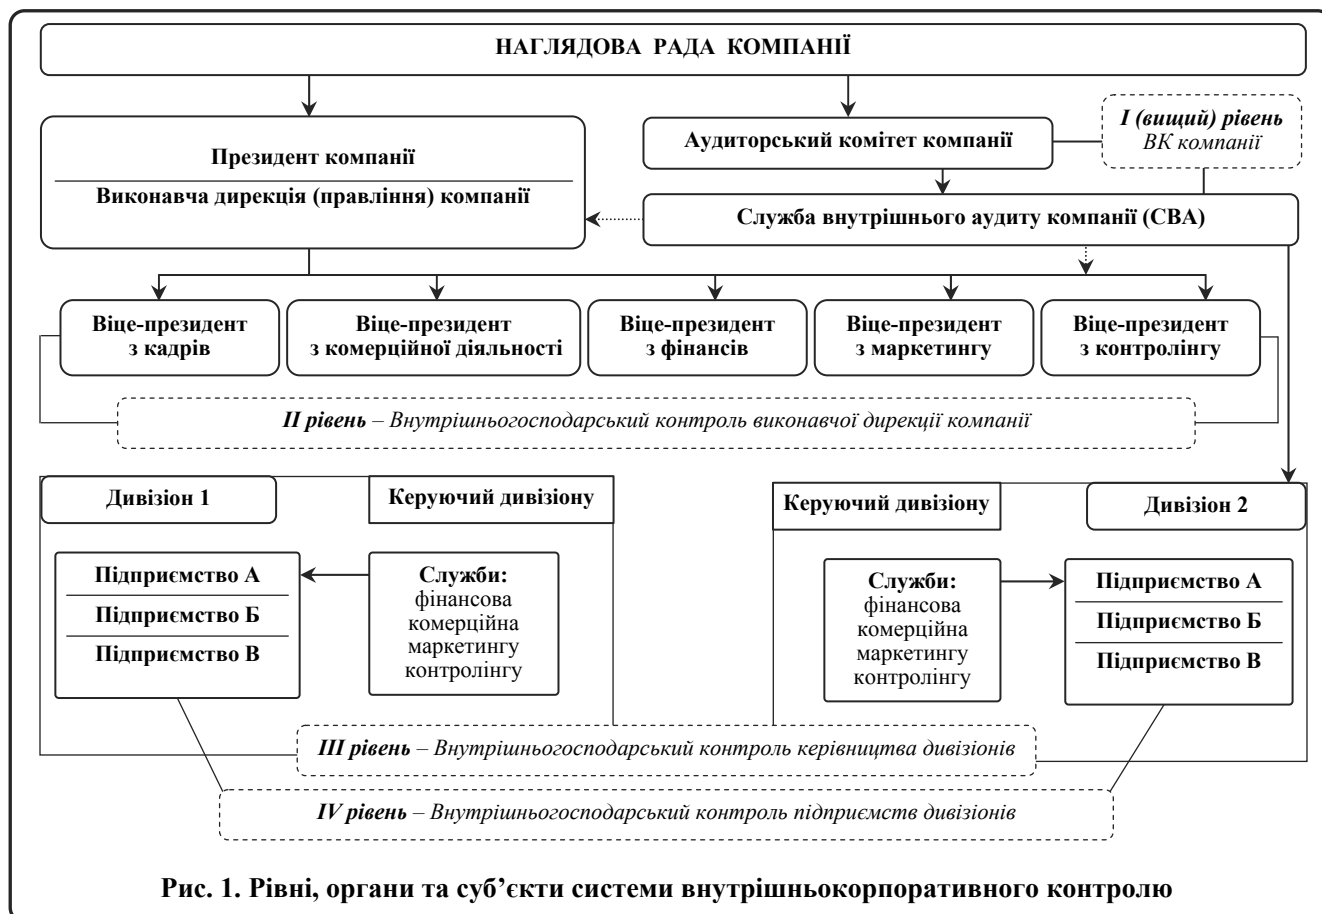 НАГЛЯДОВА РАДА КОМПАНІЇ
Президент компанії
Виконавча дирекція (правління) компанії
Аудиторський комітет компанії
I (вищий) рівень
ВК компанії
Служба внутрішнього аудиту компанії (СВА)
Віце-президент
з кадрів
Віце-президент
з комерційної діяльності
Віце-президент
з фінансів
Віце-президент
з маркетингу
Віце-президент
з контролінгу
II рівень – Внутрішньогосподарський контроль виконавчої дирекції компанії
Дивізіон 1
Керуючий дивізіону
Підприємство А
Підприємство Б
Підприємство В
Служби:
фінансова
комерційна
маркетингу
контролінгу
Керуючий дивізіону
Дивізіон 2
Служби:
фінансова
комерційна
маркетингу
контролінгу
Підприємство А
Підприємство Б
Підприємство В
III рівень – Внутрішньогосподарський контроль керівництва дивізіонів
IV рівень – Внутрішньогосподарський контроль підприємств дивізіонів
Рис. 1. Рівні, органи та суб’єкти системи внутрішньокорпоративного контролю